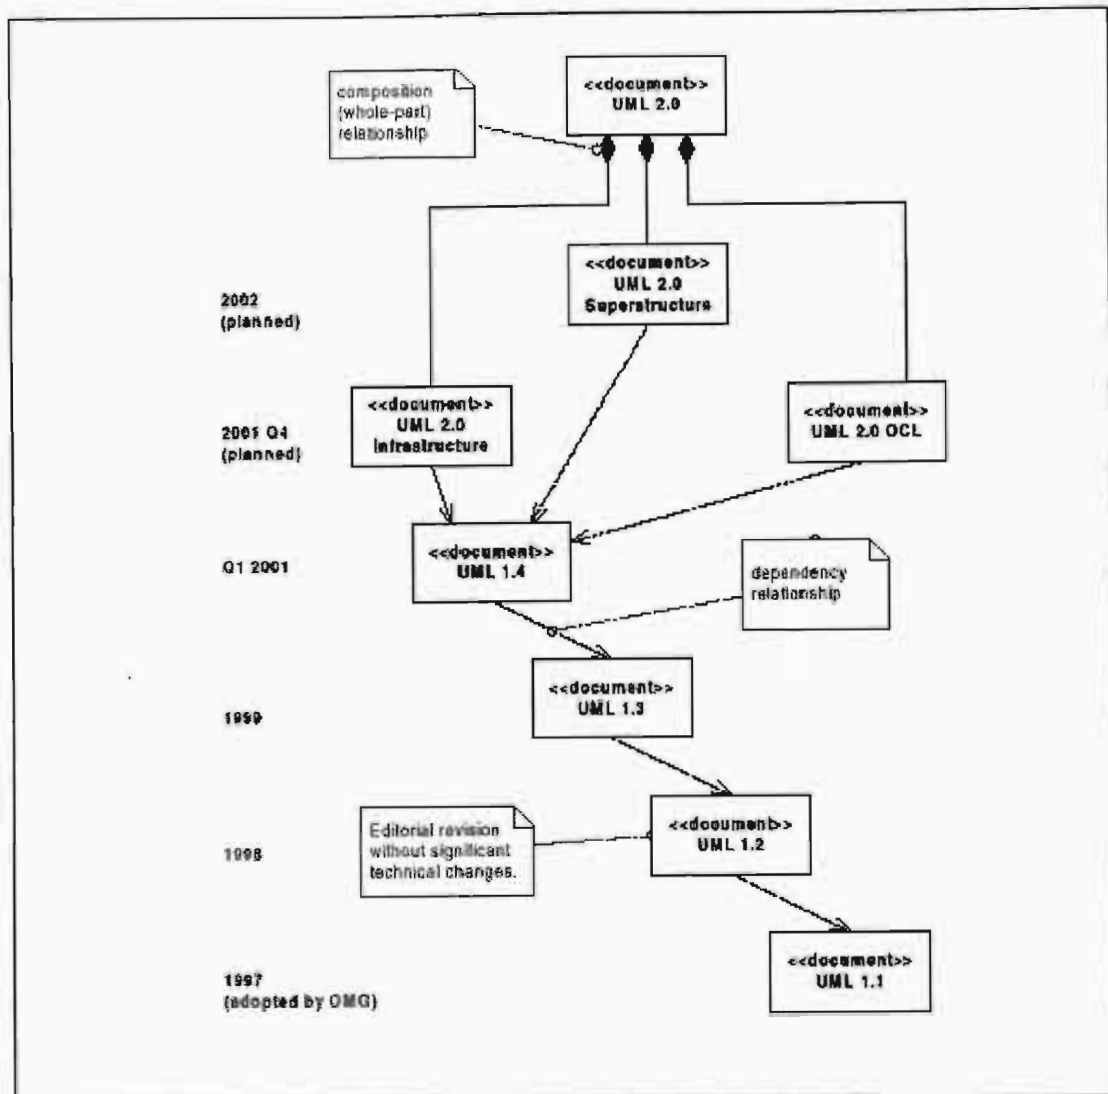 <<document>>
UML 2.0
composition
(whole-part)
relationship
<<document>>
UML 2.0
Superstructure
2002
(planned)
<<document>>
UML 2.0
Infrastructure
<<document>>
UML 2.0 OCL
2001 Q4
(planned)
<<document>>
UML 1.4
Q1 2001
dependency
relationship
<<document>>
UML 1.3
1999
<<document>>
UML 1.2
Editorial revision
without significant
technical changes.
1998
<<document>>
UML 1.1
1997
(adopted by OMG)